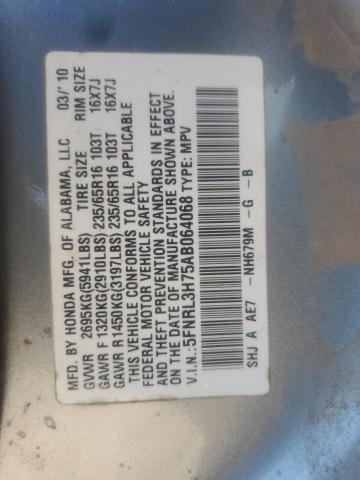 MFD. BY HONDA MFG. OF ALABAMA, LLC 03/'10
GVWR 2695KG(5941LBS) TIRE SIZE RIM SIZE
GAWR F 1320KG(2910LBS) 235/65R16 103T 16X7J
GAWR R1450KG(3197LBS) 235/65R16 103T 16X7J
THIS VEHICLE CONFORMS TO ALL APPLICABLE
FEDERAL MOTOR VEHICLE SAFETY
AND THEFT PREVENTION STANDARDS IN EFFECT
ON THE DATE OF MANUFACTURE SHOWN ABOVE.
V.I.N.: 5FNRL3H75AB064068 TYPE: MPV
SHJ A AE7 -NH679M -G -B